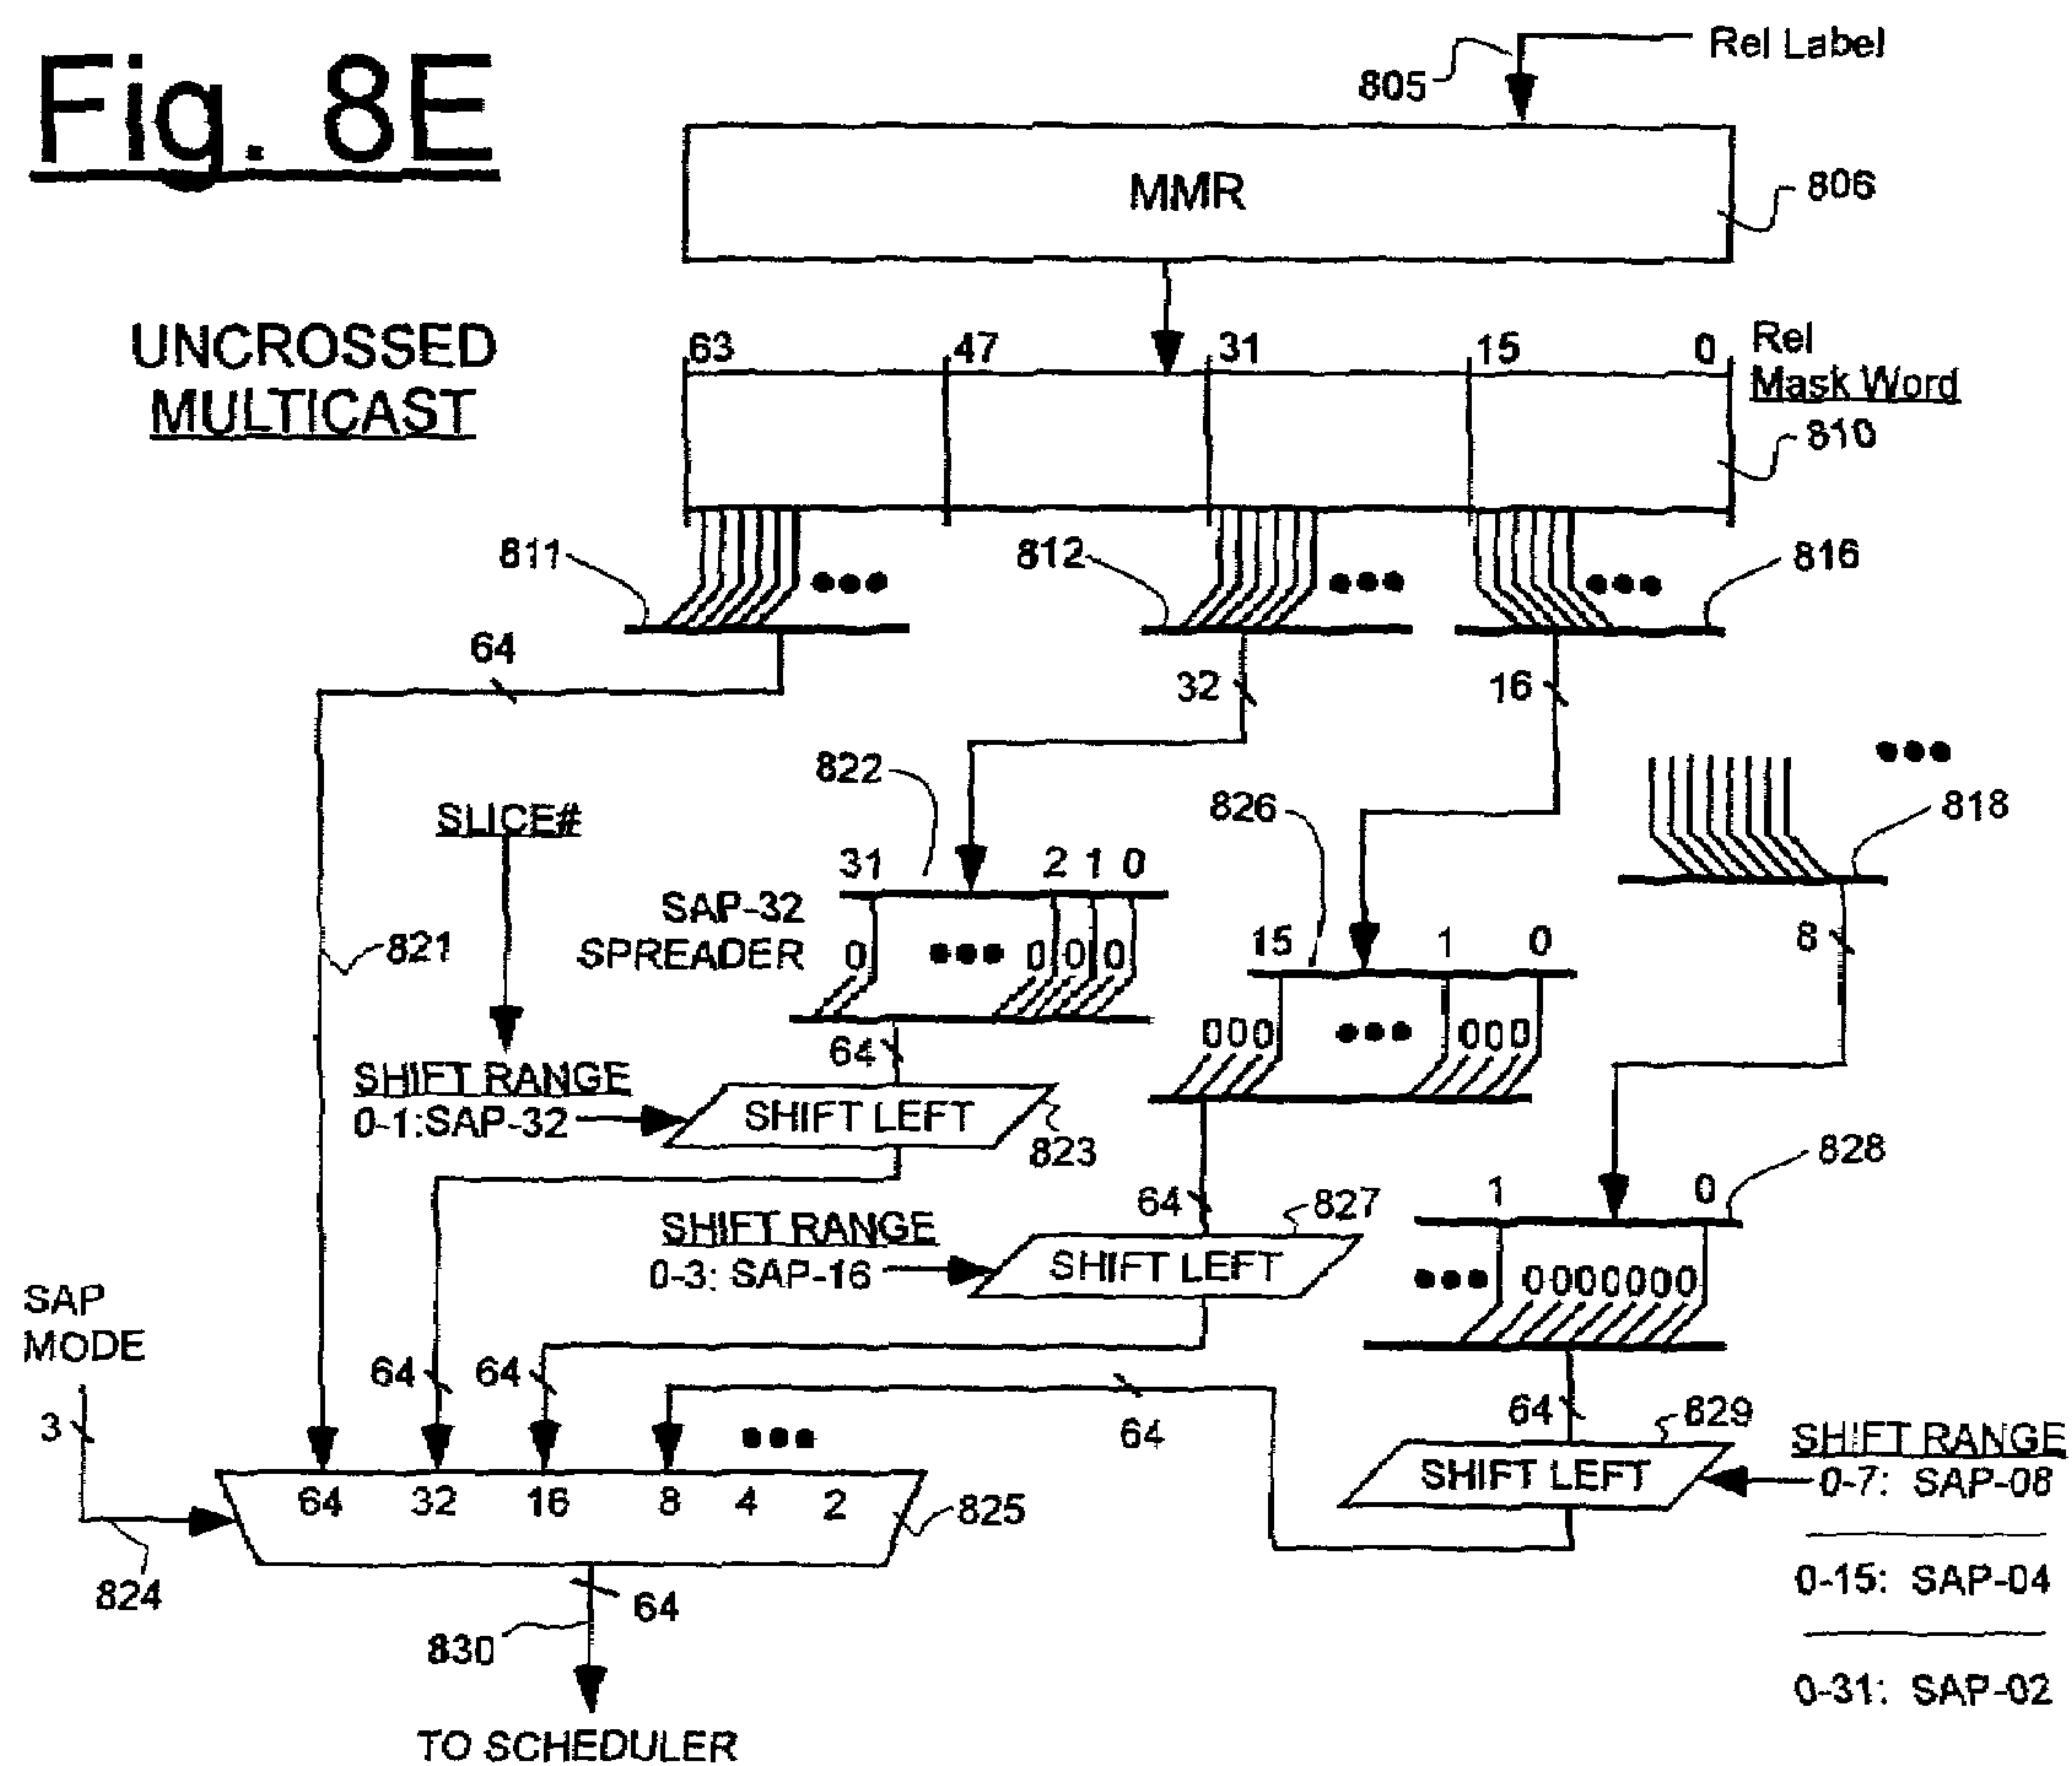 Fig. 8E
Rel Label
805
MMR
806
UNCROSSED
MULTICAST
63 47 31 15 0
Rel
Mask Word
810
811
812
816
64
32
16
822
826
818
SLICE#
31 2 1 0
SAP-32
SPREADER
0 0 0 0
821
15 1 0
8
000 000
64
SHIFT RANGE
0-1:SAP-32
SHIFT LEFT
823
828
64
827
1 0
SHIFT RANGE
0-3: SAP-16
SHIFT LEFT
0000000
SAP
MODE
64 64
3
64
64
829
SHIFT RANGE
0-7: SAP-08
SHIFT LEFT
64 32 16 8 4 2
825
824
0-15: SAP-04
64
830
0-31: SAP-02
TO SCHEDULER